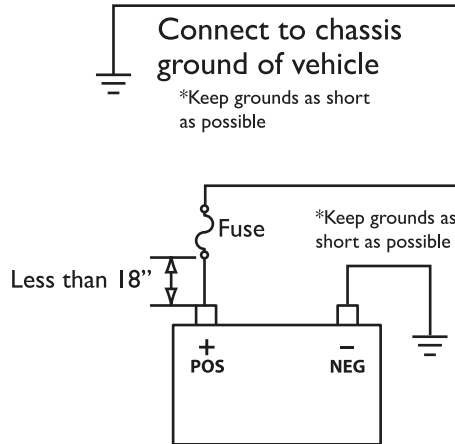 Connect to chassis
ground of vehicle
*Keep grounds as short
as possible
Fuse
*Keep grounds as
short as possible
Less than 18”
+
POS
−
NEG